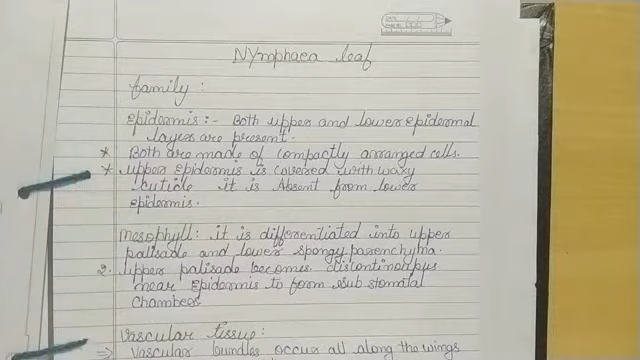 Nymphaea leaf
family :
Epidermis :- Both upper and lower epidermal
layers are present.
* Both are made of compactly arranged cells.
* Upper epidermis is covered with waxy
cuticle it is Absent from lower
epidermis.
Mesophyll : it is differentiated into upper
palisade and lower spongy parenchyma.
2. Upper palisade becomes discontinuous
near epidermis to form sub stomatal
chambers
Vascular tissue :
⇒ Vascular bundles occur all along the wings